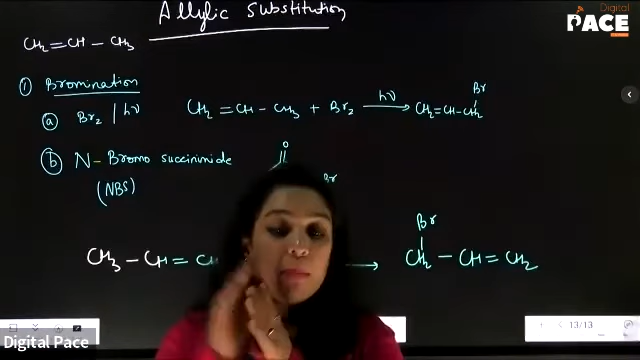 Allylic Substitution
Digital
PACE
CH2=CH-CH3
① Bromination
ⓐ Br2 | hν
CH2=CH-CH3 + Br2 hν→ CH2=CH-CH2
Br
ⓑ N-Bromo succinimide
(NBS)
O
Br
CH3-CH=CH → CH2-CH=CH2
Br
13/13
Digital Pace